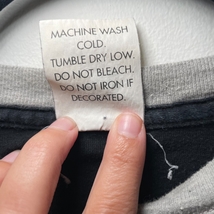 MACHINE WASH
COLD.
TUMBLE DRY LOW.
DO NOT BLEACH.
DO NOT IRON IF
DECORATED.